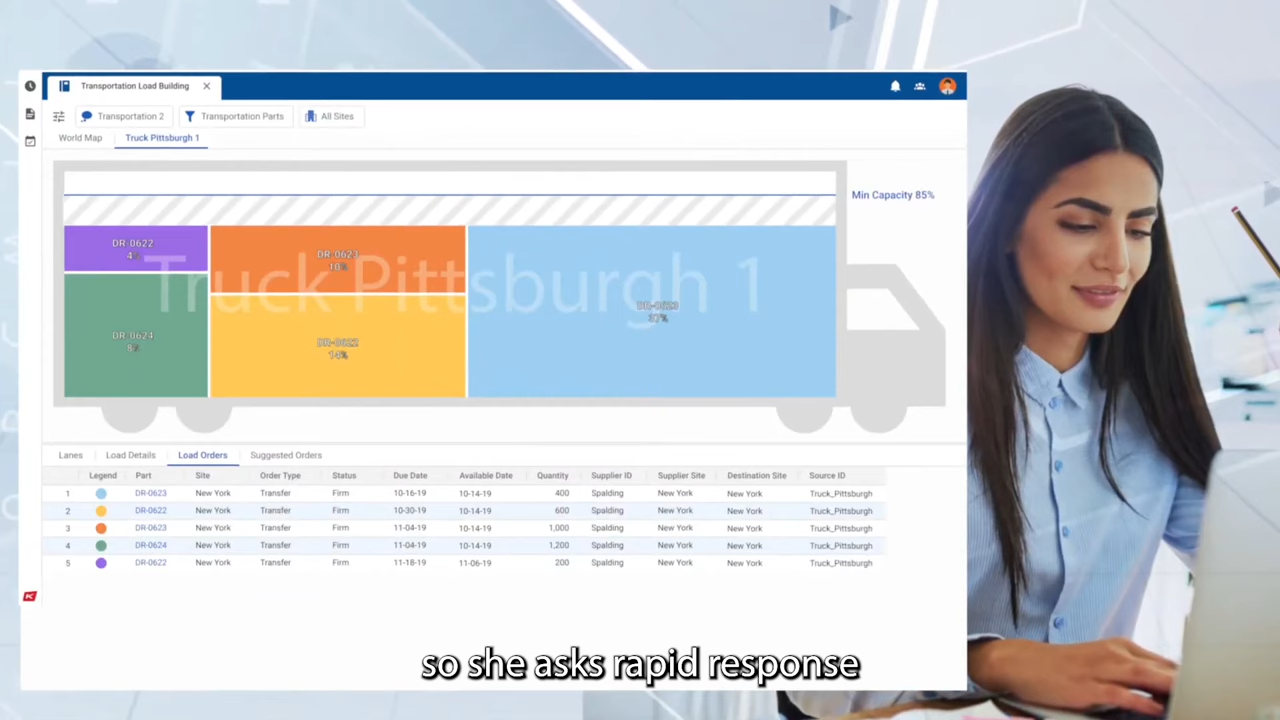 Transportation Load Building
Transportation 2
Transportation Parts
All Sites
World Map
Truck Pittsburgh 1
Min Capacity 85%
DR-0622
4%
DR-0623
10%
DR-0624
8%
DR-0622
14%
DR-0623
37%
Truck Pittsburgh 1
Lanes
Load Details
Load Orders
Suggested Orders
Legend Part Site Order Type Status Due Date Available Date Quantity Supplier ID Supplier Site Destination Site Source ID
1 DR-0623 New York Transfer Firm 10-16-19 10-14-19 400 Spalding New York New York Truck_Pittsburgh
2 DR-0622 New York Transfer Firm 10-30-19 10-14-19 600 Spalding New York New York Truck_Pittsburgh
3 DR-0623 New York Transfer Firm 11-04-19 10-14-19 1,000 Spalding New York New York Truck_Pittsburgh
4 DR-0624 New York Transfer Firm 11-04-19 10-14-19 1,200 Spalding New York New York Truck_Pittsburgh
5 DR-0622 New York Transfer Firm 11-18-19 11-06-19 200 Spalding New York New York Truck_Pittsburgh
so she asks rapid response